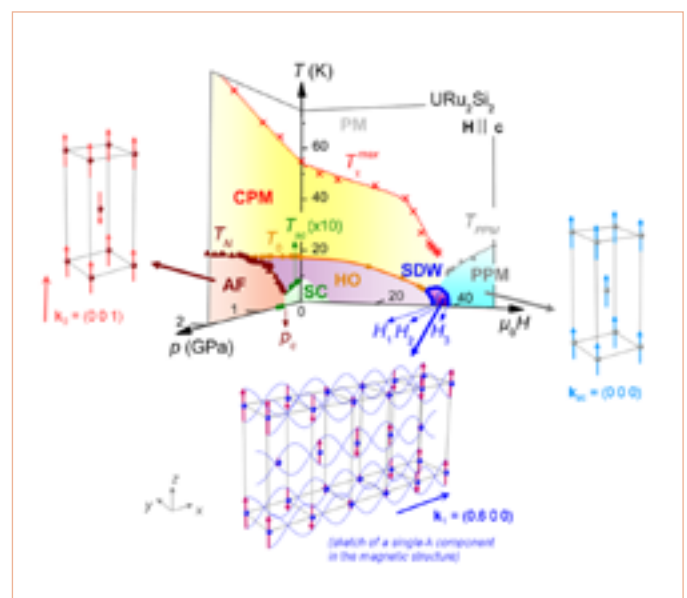 T (K)
URu2Si2
H || c
PM
60
Tχmax
40
CPM
TN
T0
TSC (x10)
20
TPPM
AF
HO
SDW
PPM
SC
2
1
0
20
40
p (GPa)
pc
H1 H2 H3
μ0H
k0 = (0 0 1)
= (0 0 0)
k1 = (0.6 0 0)
z
y
x
(sketch of a single-k component
in the magnetic structure)